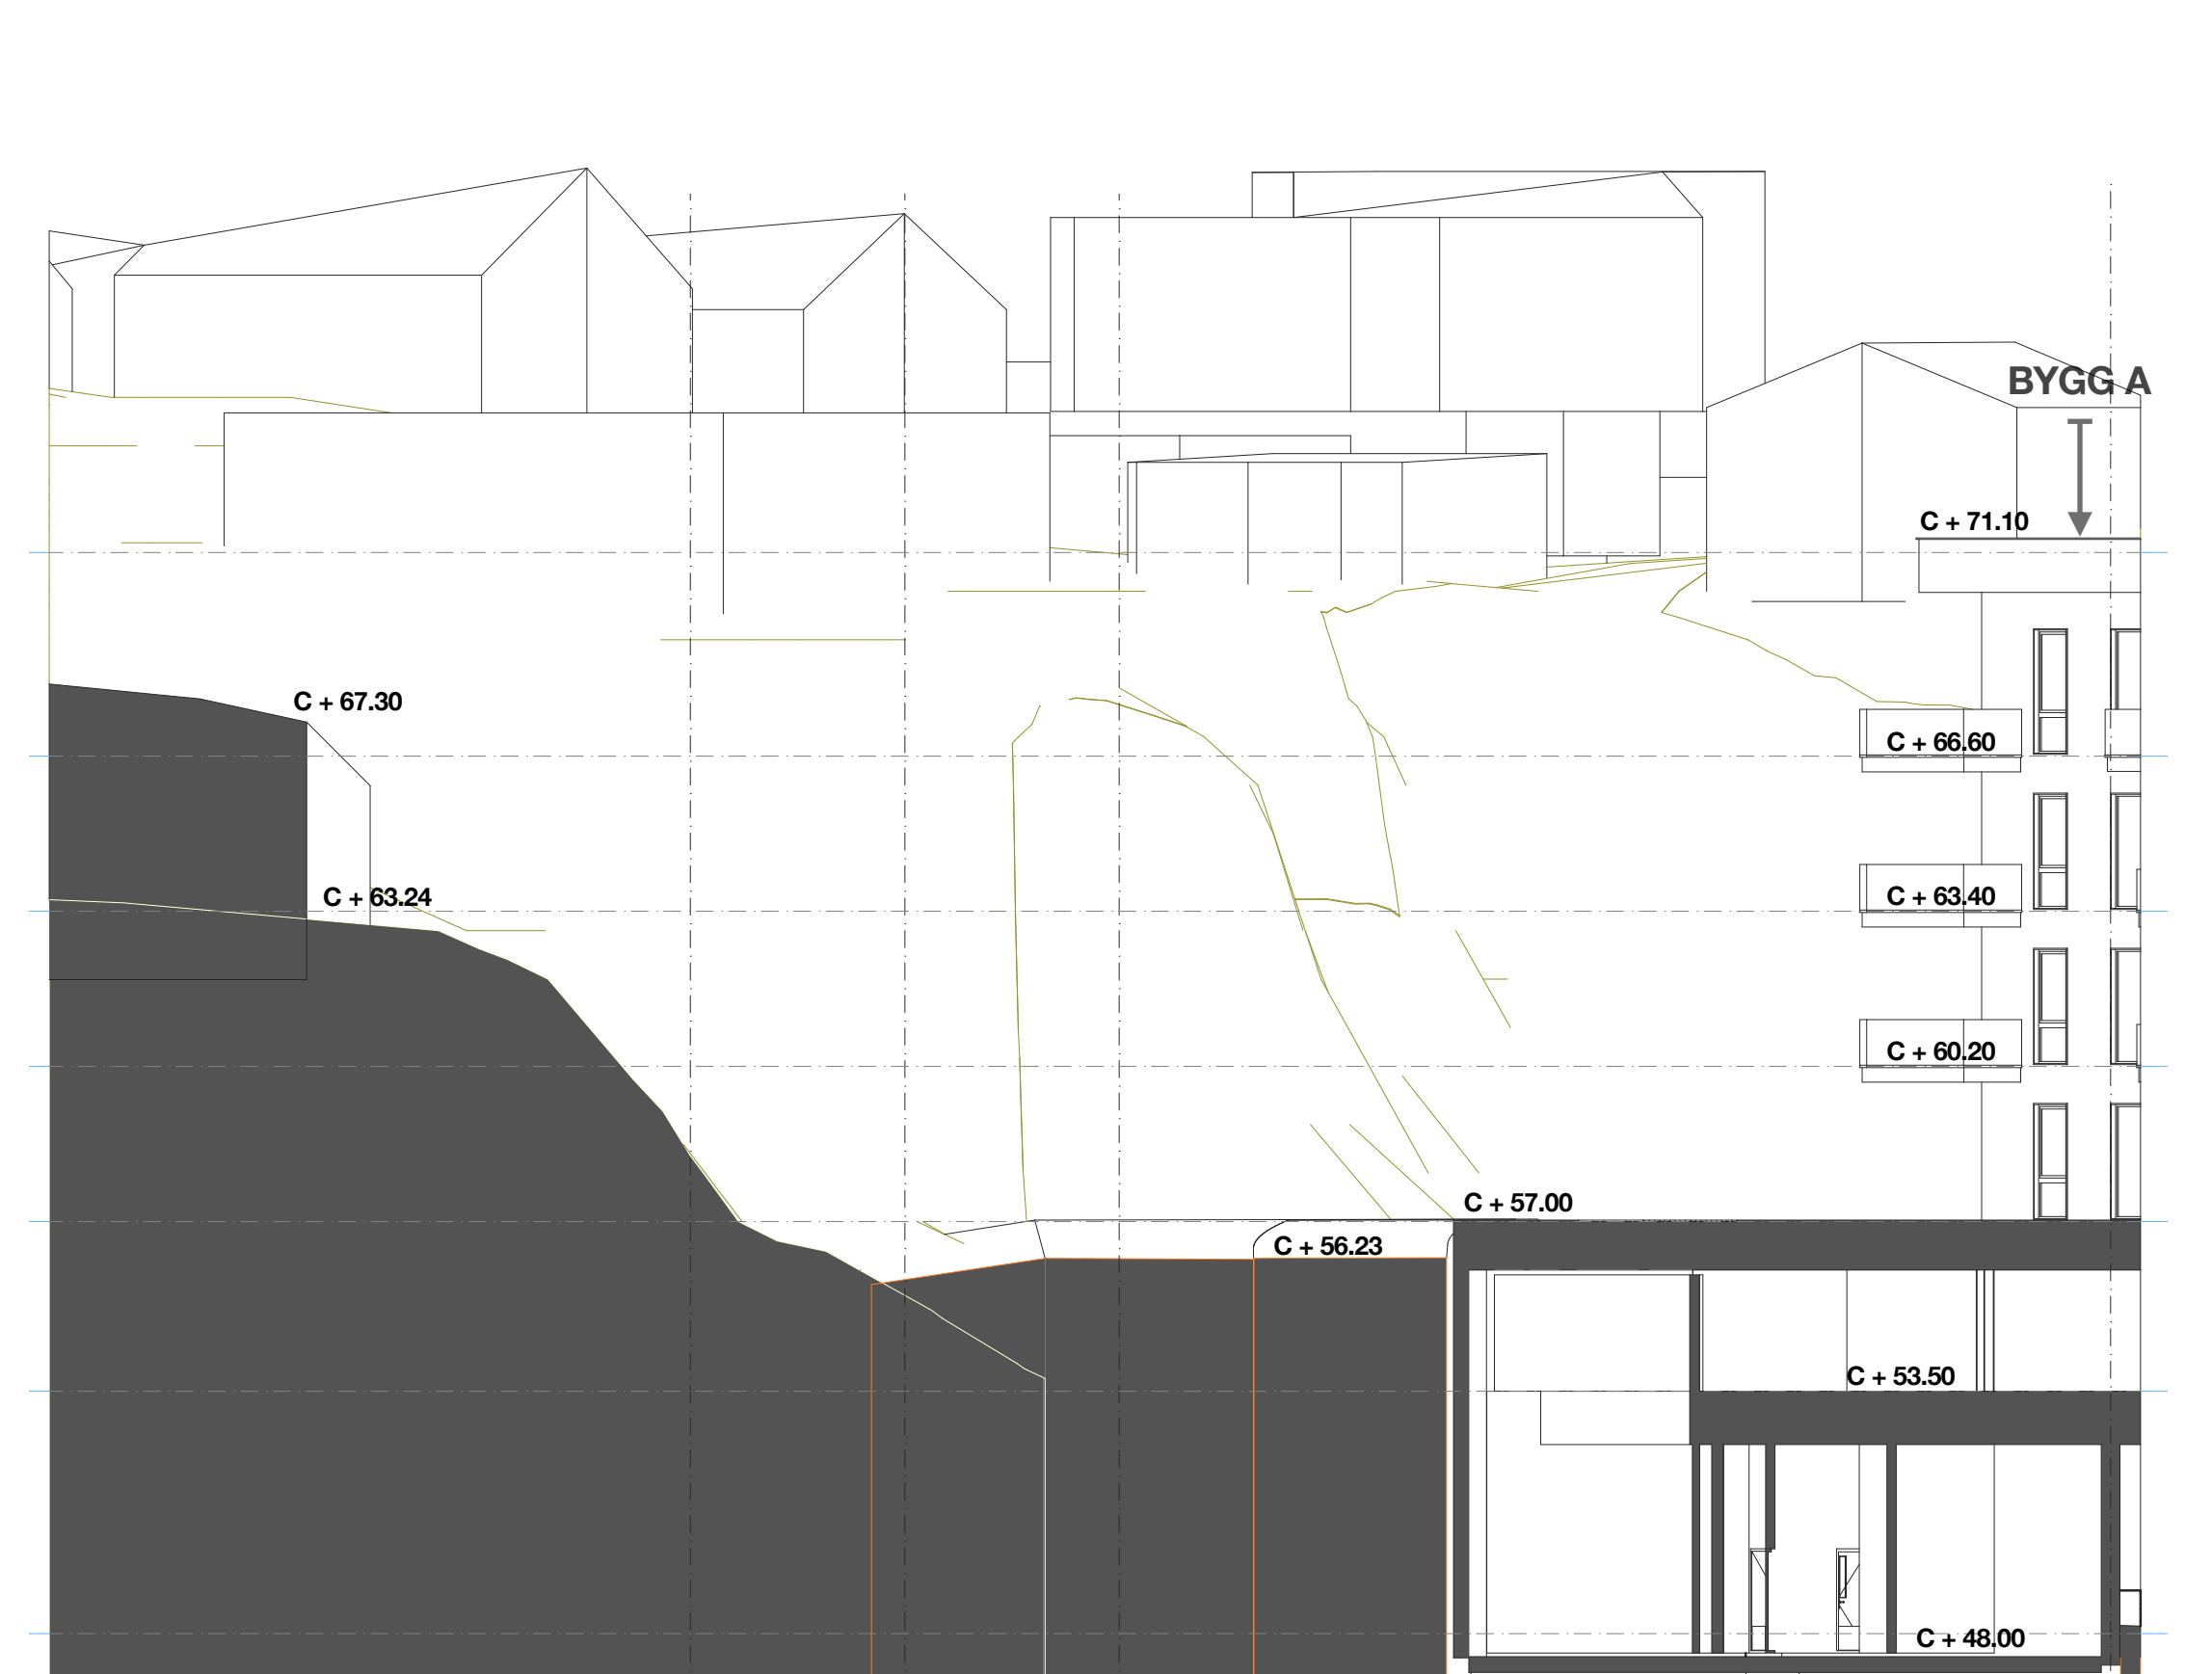 BYGG A
C + 71.10
C + 67.30
C + 66.60
C + 63.24
C + 63.40
C + 60.20
C + 57.00
C + 56.23
C + 53.50
C + 48.00